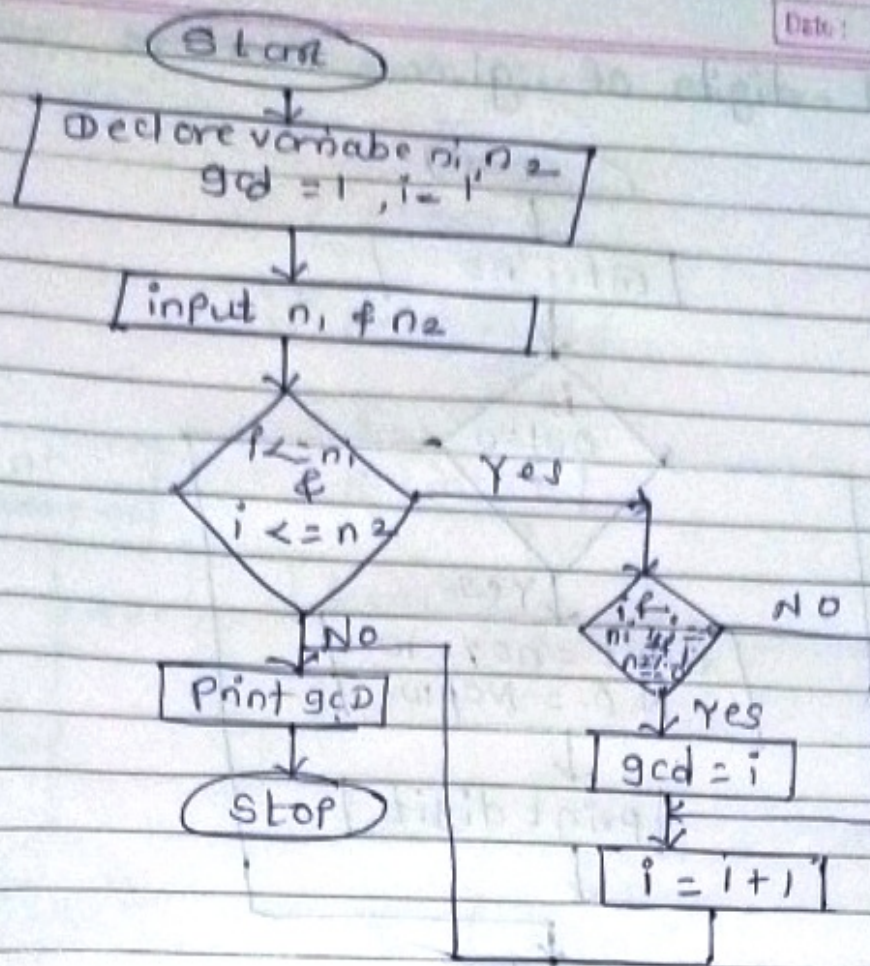 Date :
Start
Declare variabe n1, n2
gcd = 1 , i = 1
input n1 & n2
i <= n1
&
i <= n2
Yes
No
Print gcD
Stop
if
NO
Yes
gcd = i
i = i + 1